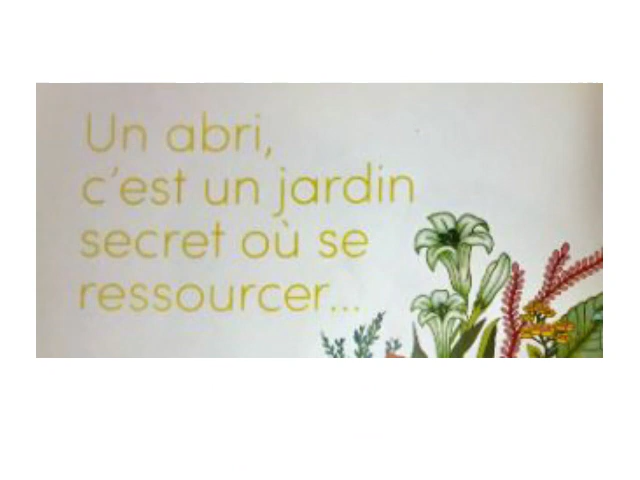 Un abri,
c'est un jardin
secret où se
ressourcer...